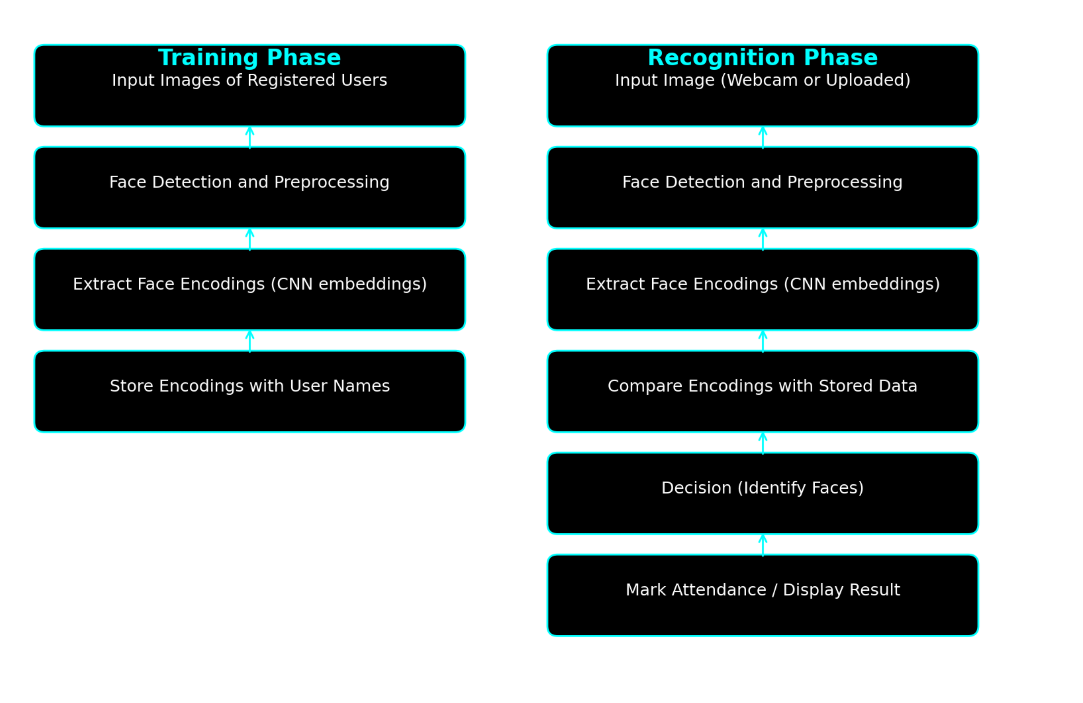 Training Phase
Input Images of Registered Users
Face Detection and Preprocessing
Extract Face Encodings (CNN embeddings)
Store Encodings with User Names
Recognition Phase
Input Image (Webcam or Uploaded)
Face Detection and Preprocessing
Extract Face Encodings (CNN embeddings)
Compare Encodings with Stored Data
Decision (Identify Faces)
Mark Attendance / Display Result